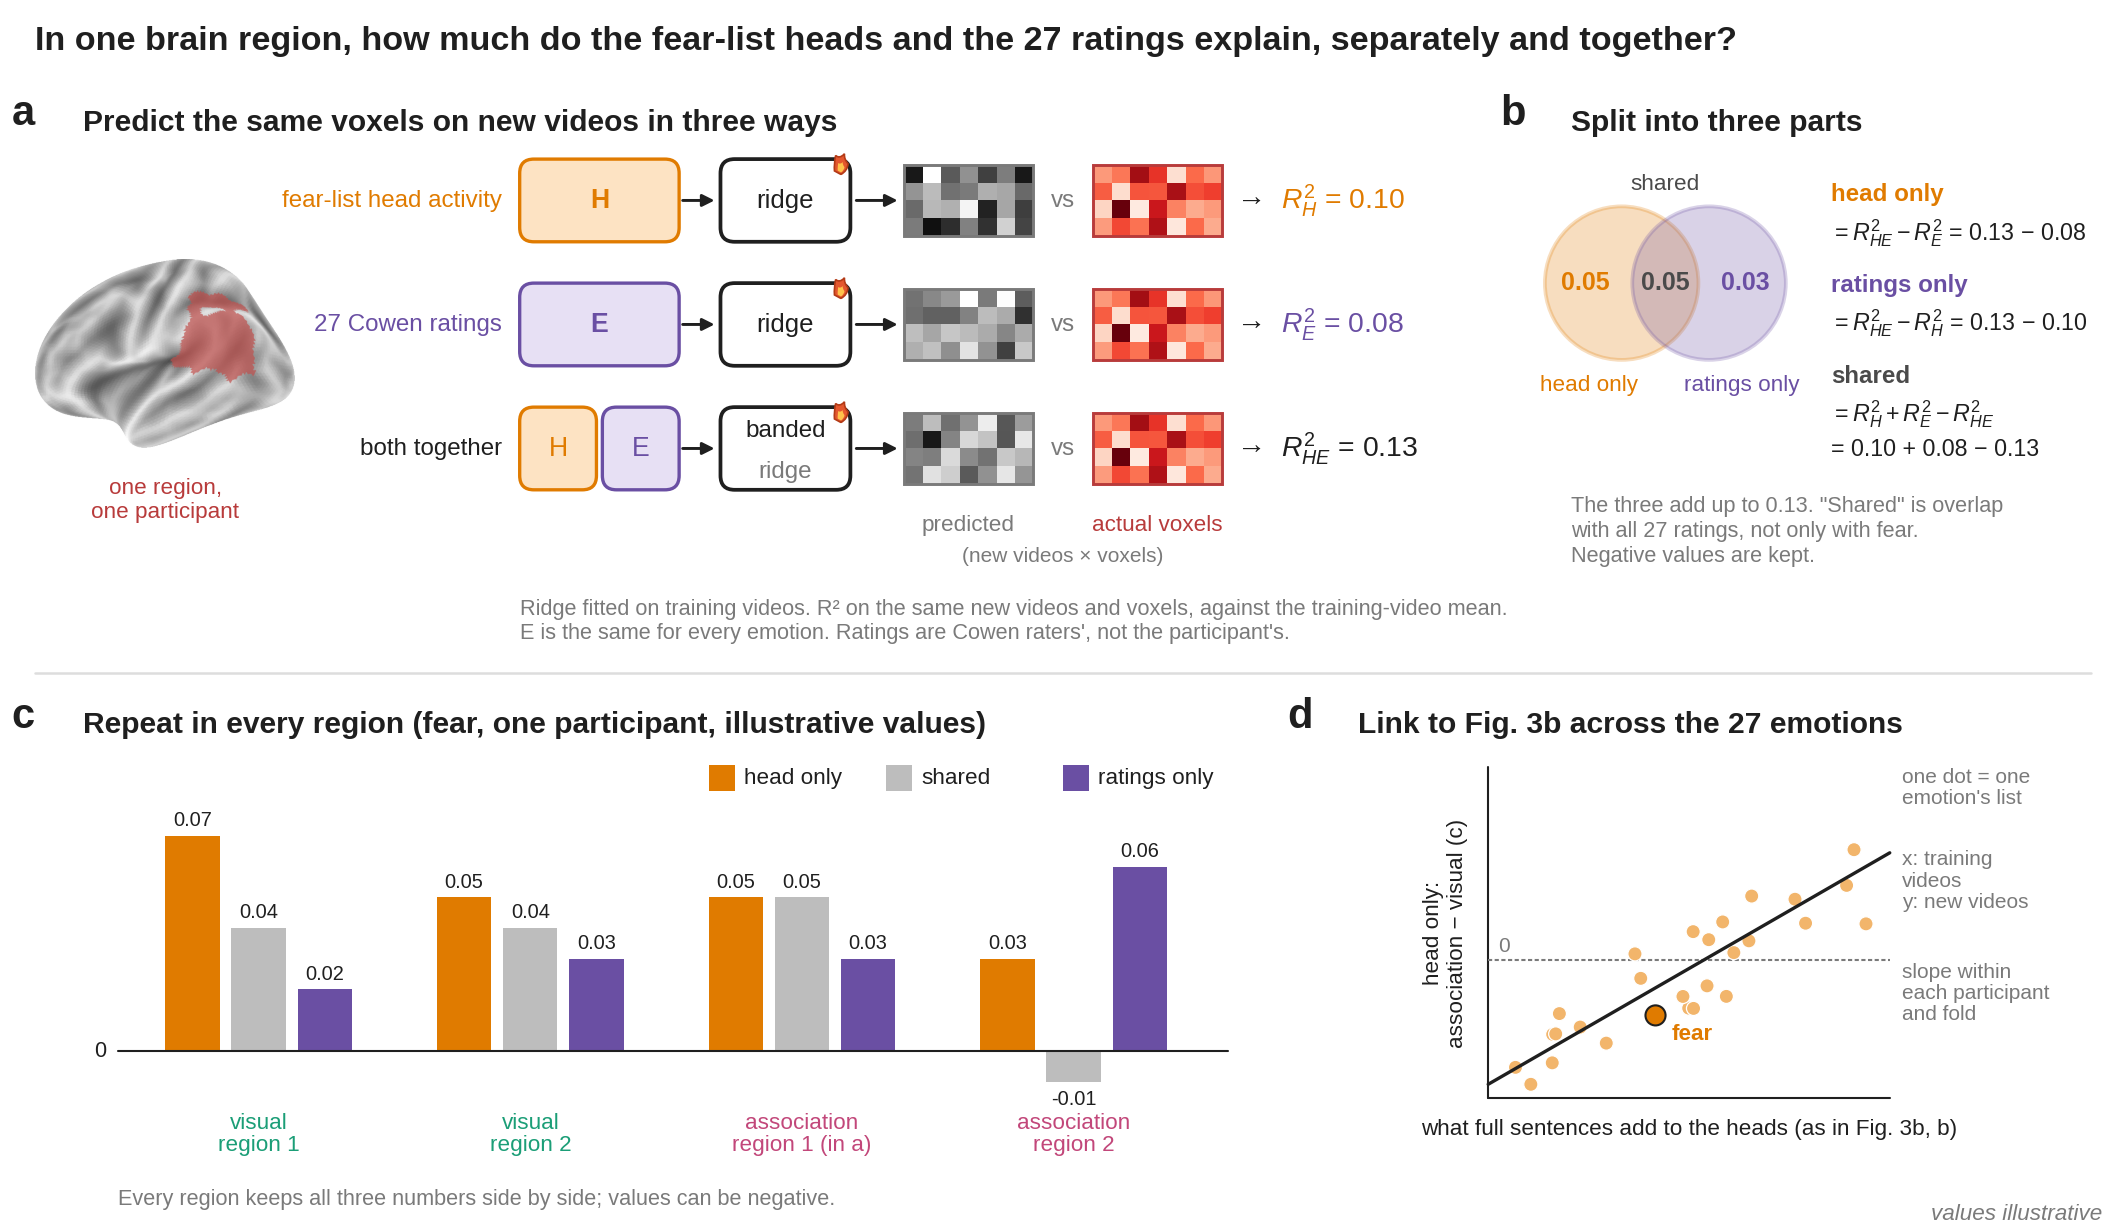 In one brain region, how much do the fear-list heads and the 27 ratings explain, separately and together?
a
Predict the same voxels on new videos in three ways
fear-list head activity
H
ridge
vs
→ R²_H = 0.10
27 Cowen ratings
E
ridge
vs
→ R²_E = 0.08
both together
H
E
banded
ridge
vs
→ R²_HE = 0.13
one region,
one participant
predicted
actual voxels
(new videos × voxels)
Ridge fitted on training videos. R² on the same new videos and voxels, against the training-video mean.
E is the same for every emotion. Ratings are Cowen raters', not the participant's.
b
Split into three parts
shared
0.05
0.05
0.03
head only
ratings only
head only
= R²_HE − R²_E = 0.13 − 0.08
ratings only
= R²_HE − R²_H = 0.13 − 0.10
shared
= R²_H + R²_E − R²_HE
= 0.10 + 0.08 − 0.13
The three add up to 0.13. "Shared" is overlap
with all 27 ratings, not only with fear.
Negative values are kept.
c
Repeat in every region (fear, one participant, illustrative values)
head only
shared
ratings only
0.07
0.04
0.02
0.05
0.04
0.03
0.05
0.05
0.03
0.03
-0.01
0.06
0
visual
region 1
visual
region 2
association
region 1 (in a)
association
region 2
Every region keeps all three numbers side by side; values can be negative.
d
Link to Fig. 3b across the 27 emotions
head only:
association − visual (c)
0
fear
what full sentences add to the heads (as in Fig. 3b, b)
one dot = one
emotion's list
x: training
videos
y: new videos
slope within
each participant
and fold
values illustrative